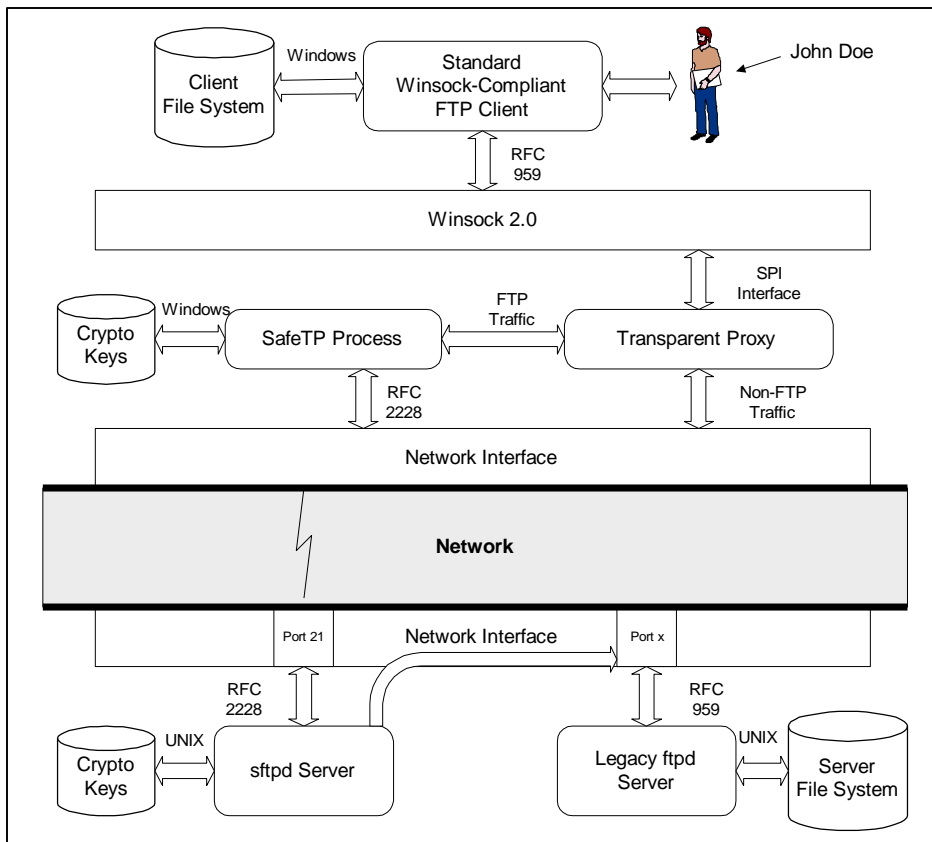 Client
File System
Windows
Standard
Winsock-Compliant
FTP Client
John Doe
RFC
959
Winsock 2.0
SPI
Interface
Crypto
Keys
Windows
SafeTP Process
FTP
Traffic
Transparent Proxy
RFC
2228
Non-FTP
Traffic
Network Interface
Network
Port 21
Network Interface
Port x
RFC
2228
RFC
959
Crypto
Keys
UNIX
sftpd Server
Legacy ftpd
Server
UNIX
Server
File System